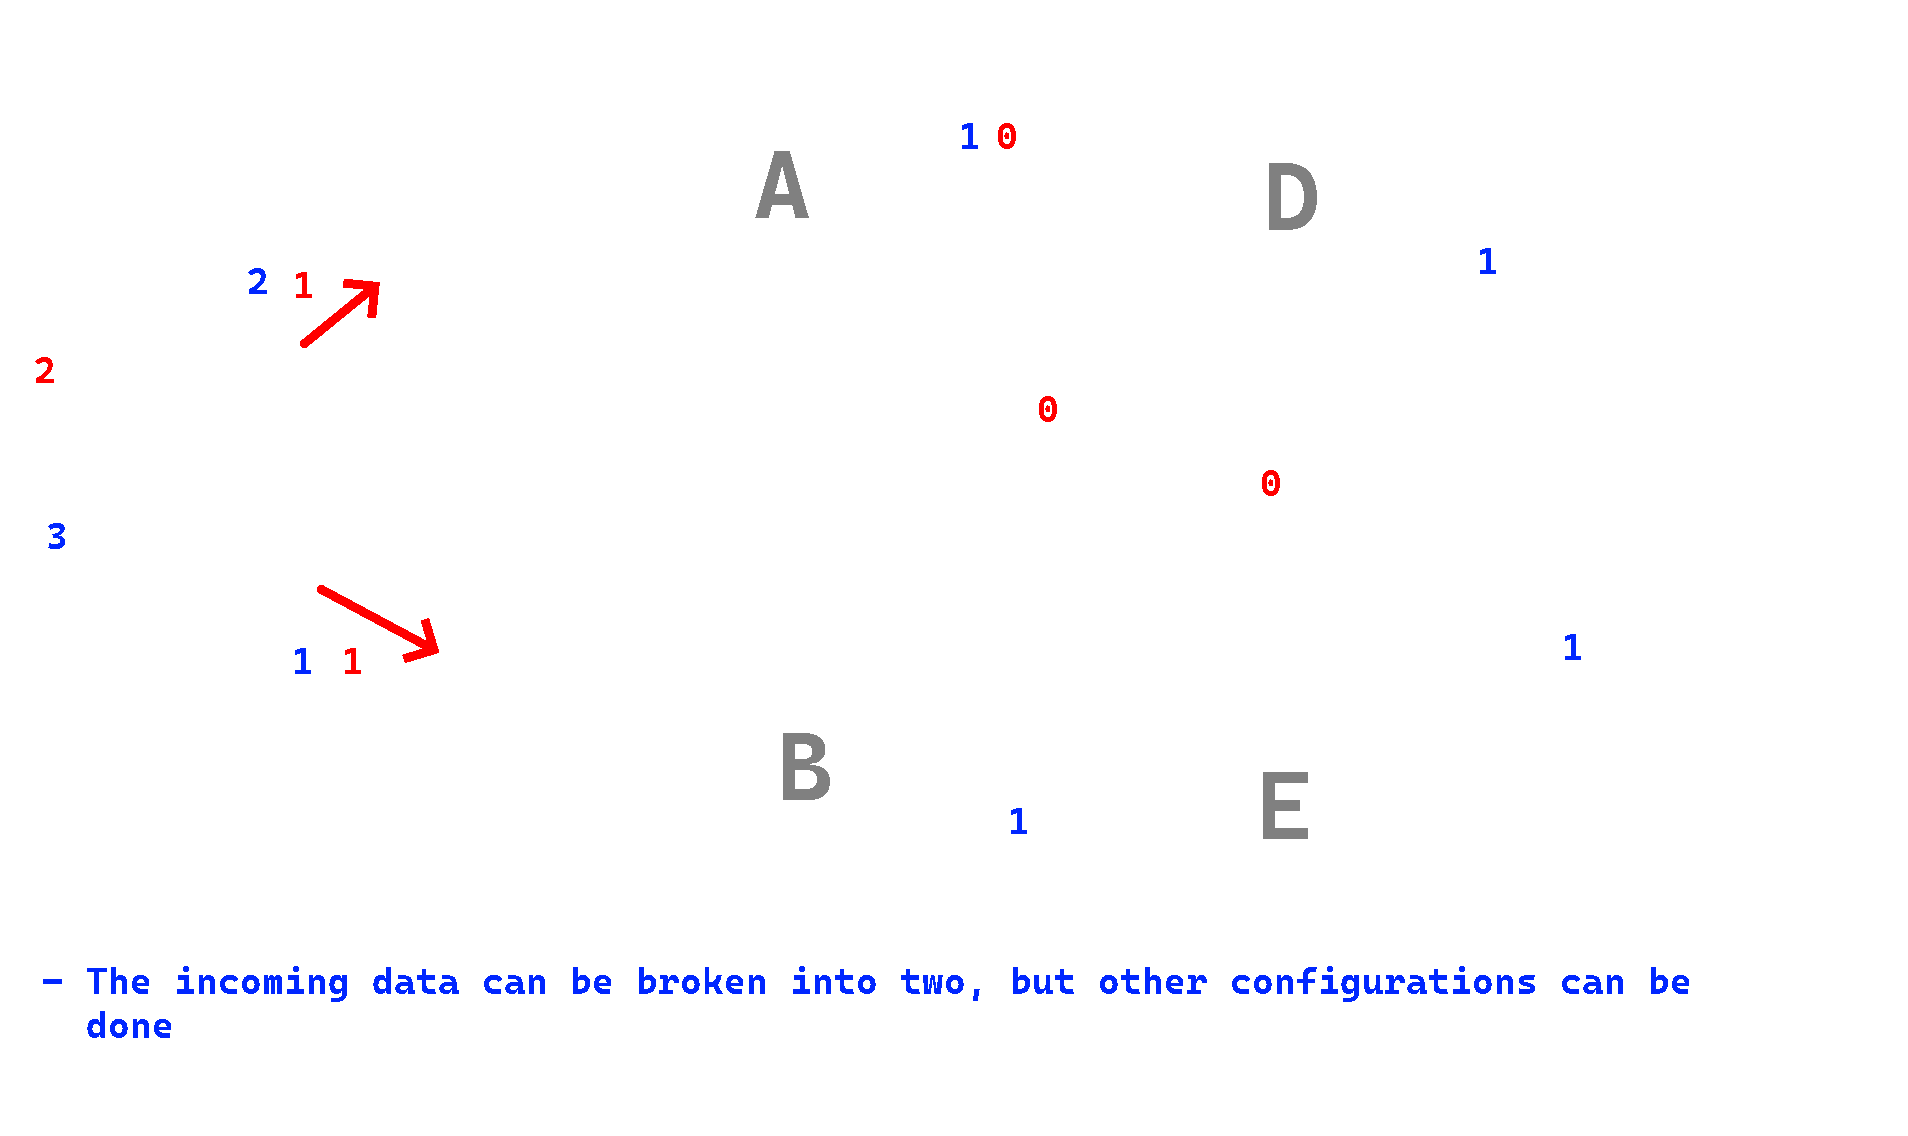 1 0
A
D
1
2 1
2
0
0
3
1
1 1
B
E
1
- The incoming data can be broken into two, but other configurations can be
done